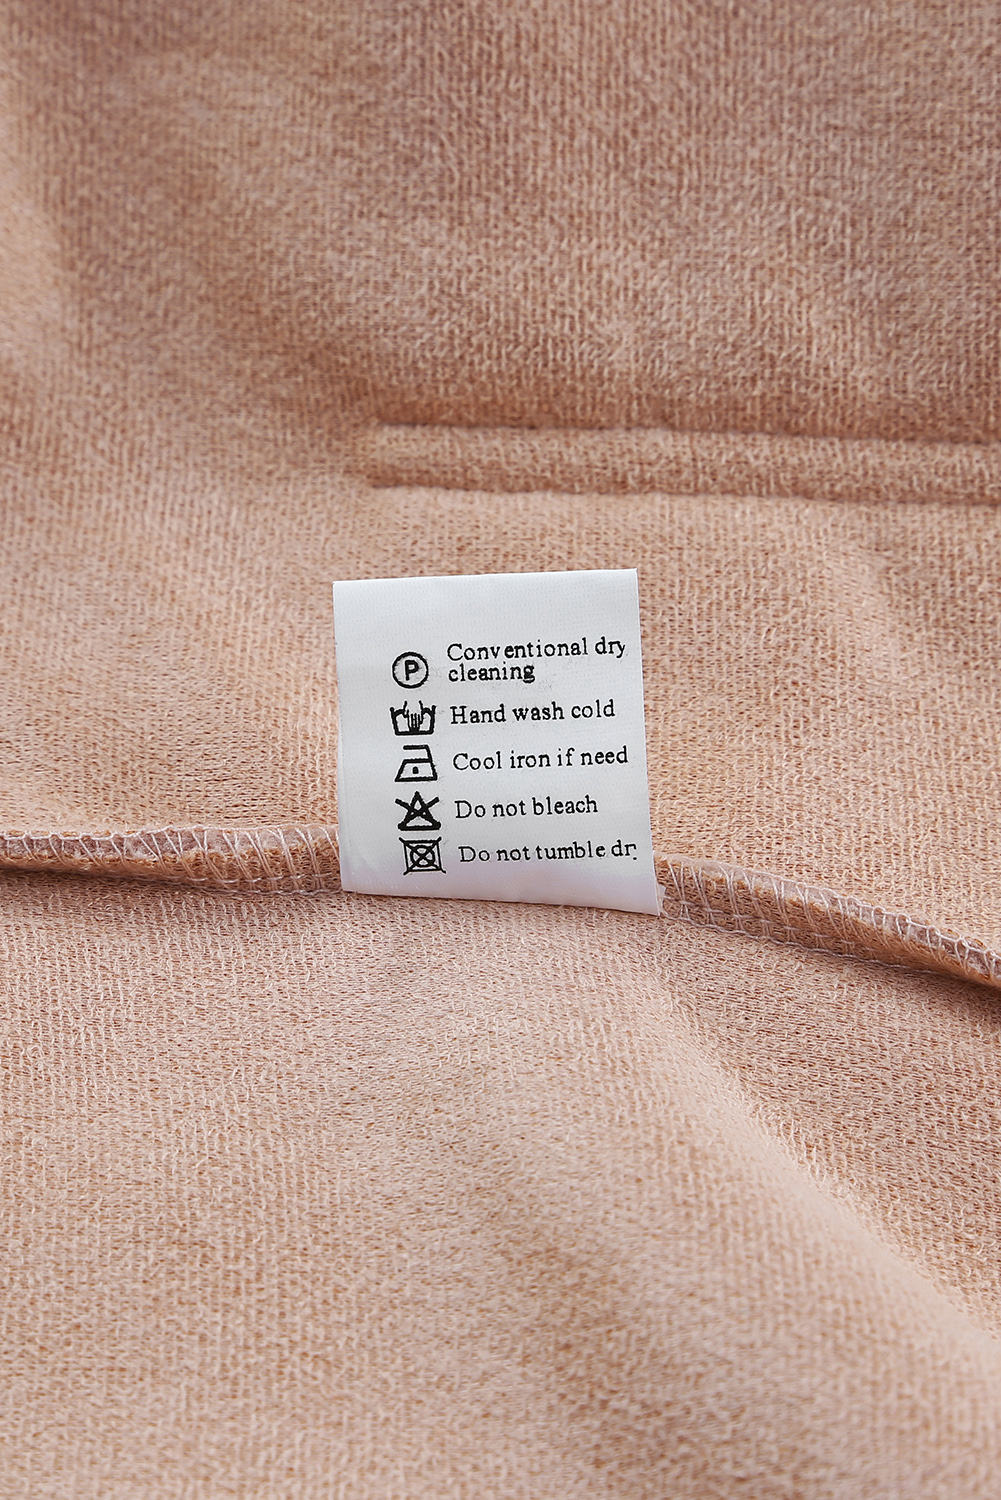 Conventional dry
cleaning
P
Hand wash cold
Cool iron if need
Do not bleach
Do not tumble dr